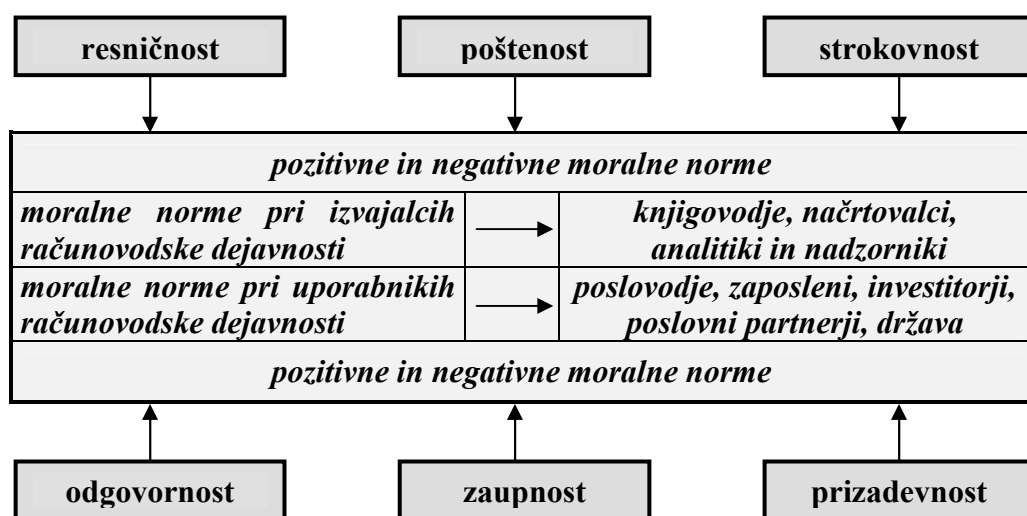 resničnost
poštenost
strokovnost
pozitivne in negativne moralne norme
moralne norme pri izvajalcih
računovodske dejavnosti
knjigovodje, načrtovalci,
analitiki in nadzorniki
moralne norme pri uporabnikih
računovodske dejavnosti
poslovodje, zaposleni, investitorji,
poslovni partnerji, država
pozitivne in negativne moralne norme
odgovornost
zaupnost
prizadevnost